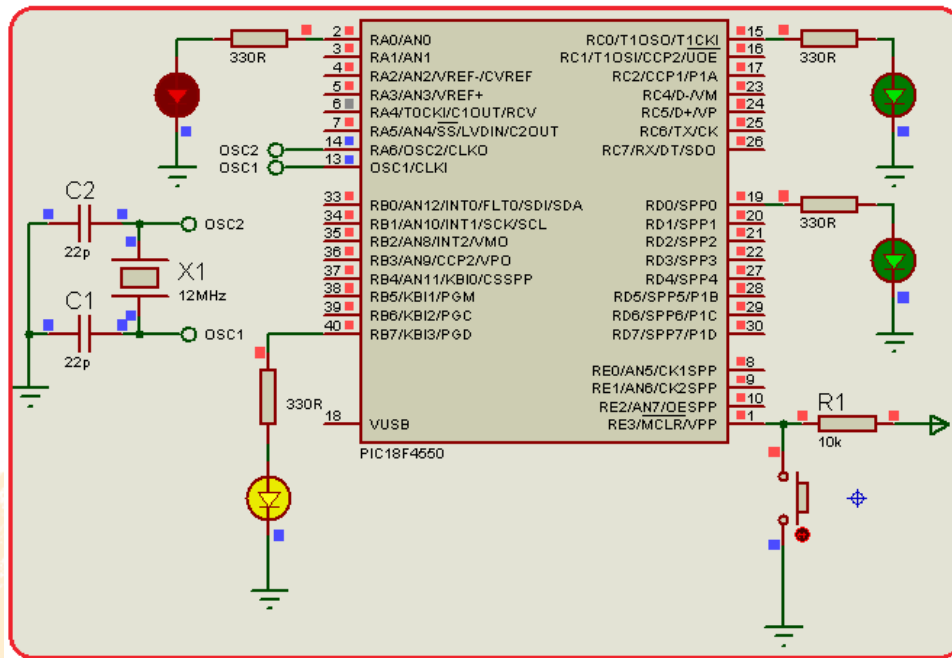 330R
2 RA0/AN0
3 RA1/AN1
4 RA2/AN2/VREF-/CVREF
5 RA3/AN3/VREF+
6 RA4/T0CKI/C1OUT/RCV
7 RA5/AN4/SS/LVDIN/C2OUT
OSC2 14 RA6/OSC2/CLKO
OSC1 13 OSC1/CLKI
33 RB0/AN12/INT0/FLT0/SDI/SDA
34 RB1/AN10/INT1/SCK/SCL
35 RB2/AN8/INT2/VMO
36 RB3/AN9/CCP2/VPO
37 RB4/AN11/KBI0/CSSPP
38 RB5/KBI1/PGM
39 RB6/KBI2/PGC
40 RB7/KBI3/PGD
18 VUSB
RC0/T1OSO/T1CKI 15
RC1/T1OSI/CCP2/UOE 16
RC2/CCP1/P1A 17
RC4/D-/VM 23
RC5/D+/VP 24
RC6/TX/CK 25
RC7/RX/DT/SDO 26
RD0/SPP0 19
RD1/SPP1 20
RD2/SPP2 21
RD3/SPP3 22
RD4/SPP4 27
RD5/SPP5/P1B 28
RD6/SPP6/P1C 29
RD7/SPP7/P1D 30
RE0/AN5/CK1SPP 8
RE1/AN6/CK2SPP 9
RE2/AN7/OESPP 10
RE3/MCLR/VPP 1
PIC18F4550
330R
330R
C2
22p
OSC2
X1
12MHz
C1
22p
OSC1
330R
R1
10k